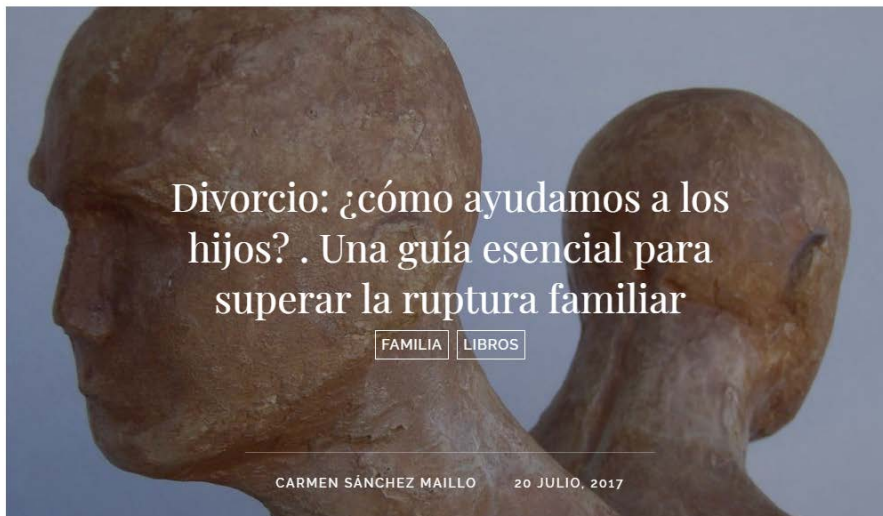 Divorcio: ¿cómo ayudamos a los
hijos? . Una guía esencial para
superar la ruptura familiar
FAMILIA LIBROS
CARMEN SÁNCHEZ MAILLO 20 JULIO, 2017